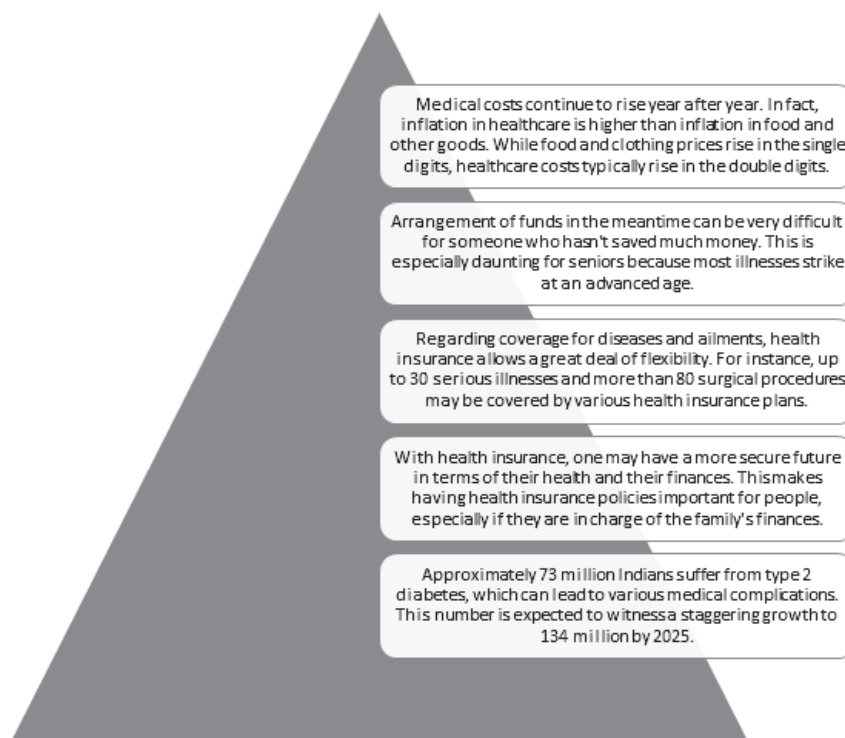 Medical costs continue to rise year after year. In fact,
inflation in healthcare is higher than inflation in food and
other goods. While food and clothing prices rise in the single
digits, healthcare costs typically rise in the double digits.
Arrangement of funds in the meantime can be very difficult
for someone who hasn't saved much money. This is
especially daunting for seniors because most illnesses strike
at an advanced age.
Regarding coverage for diseases and ailments, health
insurance allows a great deal of flexibility. For instance, up
to 30 serious illnesses and more than 80 surgical procedures
may be covered by various health insurance plans.
With health insurance, one may have a more secure future
in terms of their health and their finances. This makes
having health insurance policies important for people,
especially if they are in charge of the family's finances.
Approximately 73 million Indians suffer from type 2
diabetes, which can lead to various medical complications.
This number is expected to witness a staggering growth to
134 million by 2025.